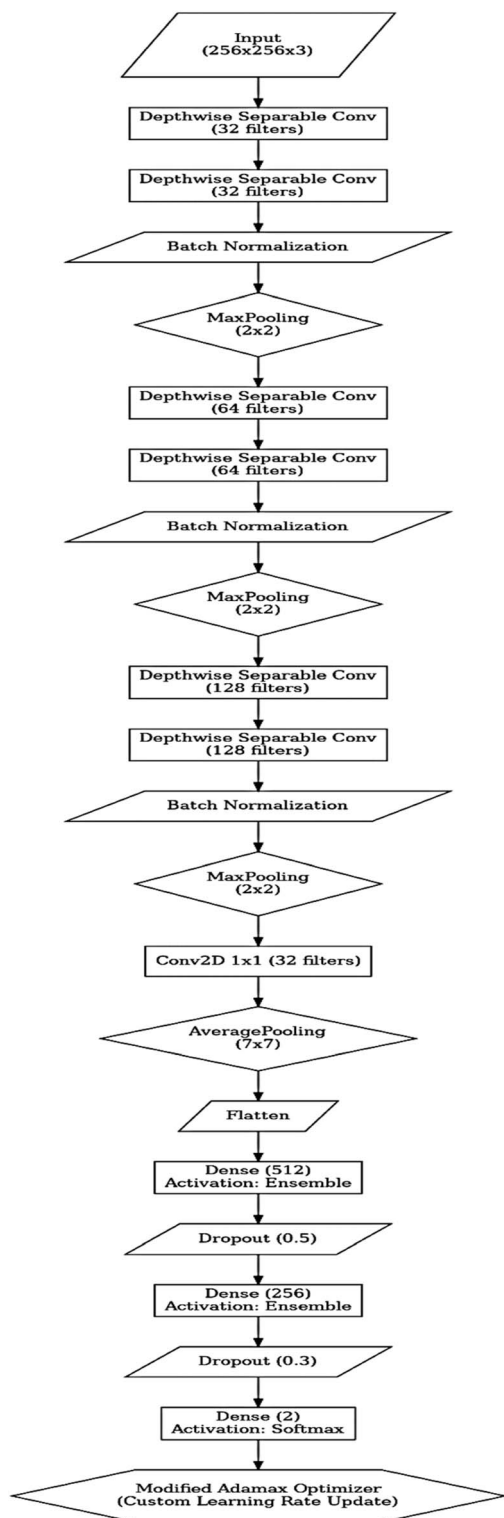 Input
(256x256x3)
Depthwise Separable Conv
(32 filters)
Depthwise Separable Conv
(32 filters)
Batch Normalization
MaxPooling
(2x2)
Depthwise Separable Conv
(64 filters)
Depthwise Separable Conv
(64 filters)
Batch Normalization
MaxPooling
(2x2)
Depthwise Separable Conv
(128 filters)
Depthwise Separable Conv
(128 filters)
Batch Normalization
MaxPooling
(2x2)
Conv2D 1x1 (32 filters)
AveragePooling
(7x7)
Flatten
Dense (512)
Activation: Ensemble
Dropout (0.5)
Dense (256)
Activation: Ensemble
Dropout (0.3)
Dense (2)
Activation: Softmax
Modified Adamax Optimizer
(Custom Learning Rate Update)